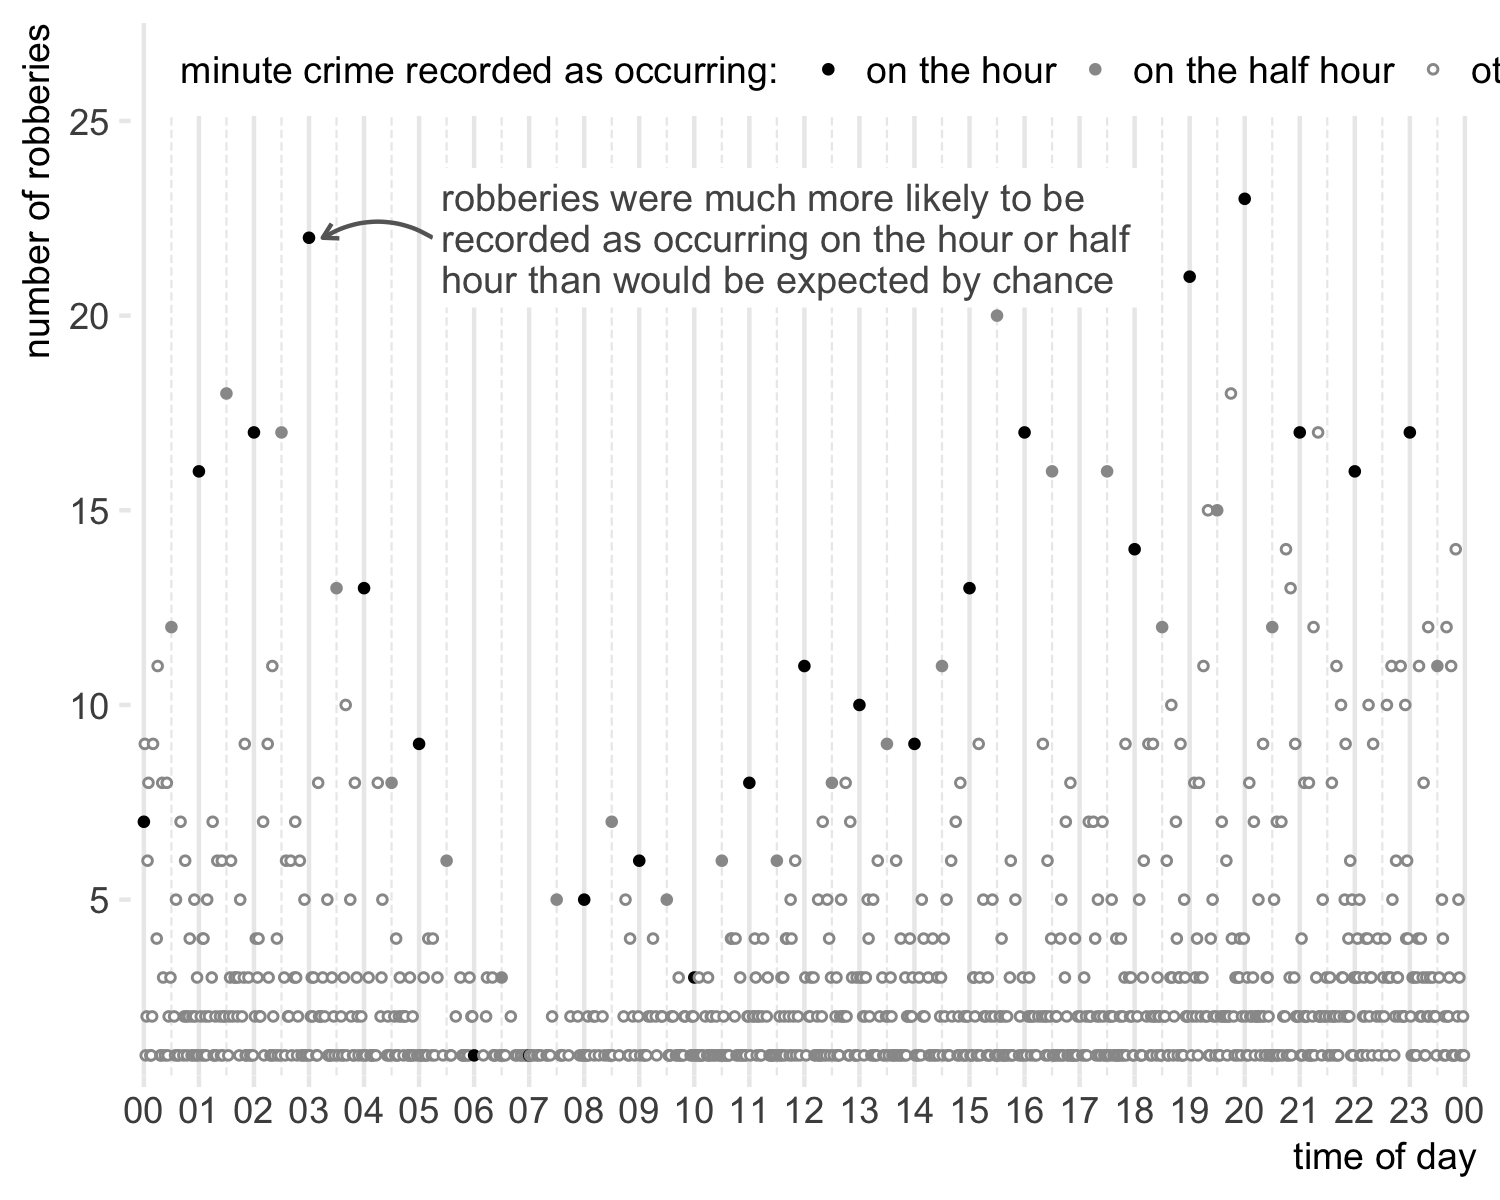 number of robberies
minute crime recorded as occurring: on the hour on the half hour
25
robberies were much more likely to be
recorded as occurring on the hour or half
hour than would be expected by chance
20
15
10
5
00 01 02 03 04 05 06 07 08 09 10 11 12 13 14 15 16 17 18 19 20 21 22 23 00
time of day